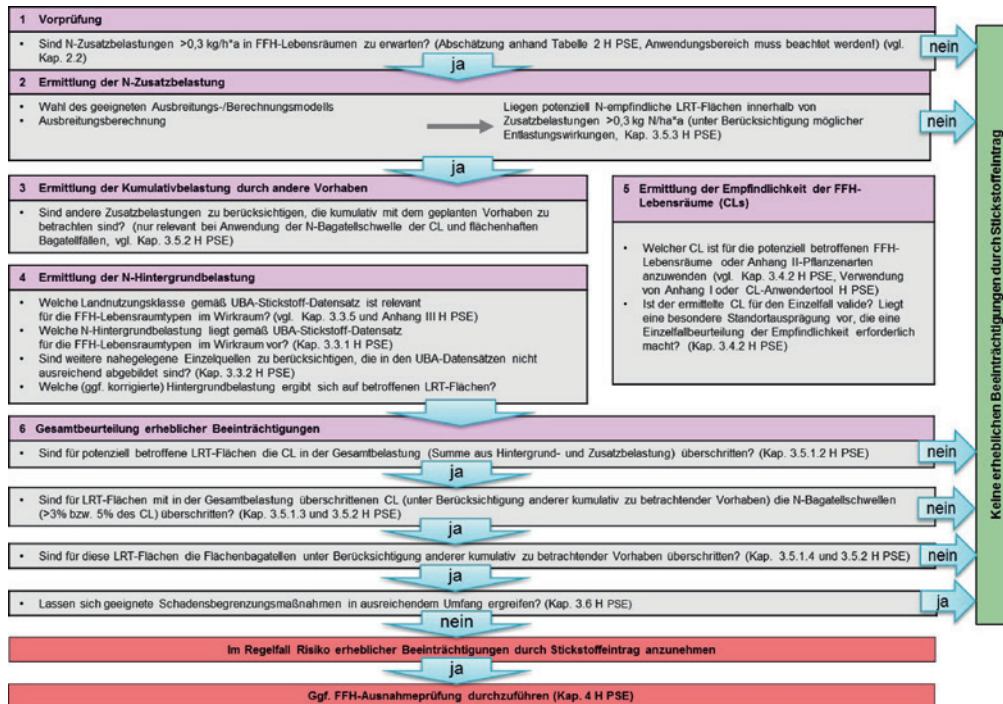 1 Vorprüfung
• Sind N-Zusatzbelastungen >0,3 kg/h*a in FFH-Lebensräumen zu erwarten? (Abschätzung anhand Tabelle 2 H PSE, Anwendungsbereich muss beachtet werden!) (vgl.
Kap. 2.2)
nein
ja
2 Ermittlung der N-Zusatzbelastung
• Wahl des geeigneten Ausbreitungs-/Berechnungsmodells
• Ausbreitungsberechnung
Liegen potenziell N-empfindliche LRT-Flächen innerhalb von
Zusatzbelastungen >0,3 kg N/ha*a (unter Berücksichtigung möglicher
Entlastungswirkungen, Kap. 3.5.3 H PSE)
nein
ja
3 Ermittlung der Kumulativbelastung durch andere Vorhaben
• Sind andere Zusatzbelastungen zu berücksichtigen, die kumulativ mit dem geplanten Vorhaben zu
betrachten sind? (nur relevant bei Anwendung der N-Bagatellschwelle der CL und flächenhaften
Bagatellfällen, vgl. Kap. 3.5.2 H PSE)
4 Ermittlung der N-Hintergrundbelastung
• Welche Landnutzungsklasse gemäß UBA-Stickstoff-Datensatz ist relevant
für die FFH-Lebensraumtypen im Wirkraum? (vgl. Kap. 3.3.5 und Anhang III H PSE)
• Welche N-Hintergrundbelastung liegt gemäß UBA-Stickstoff-Datensatz
für die FFH-Lebensraumtypen im Wirkraum vor? (Kap. 3.3.1 H PSE)
• Sind weitere nahegelegene Einzelquellen zu berücksichtigen, die in den UBA-Datensätzen nicht
ausreichend abgebildet sind? (Kap. 3.3.2 H PSE)
• Welche (ggf. korrigierte) Hintergrundbelastung ergibt sich auf betroffenen LRT-Flächen?
5 Ermittlung der Empfindlichkeit der FFH-
Lebensräume (CLs)
• Welcher CL ist für die potenziell betroffenen FFH-
Lebensräume oder Anhang II-Pflanzenarten
anzuwenden (vgl. Kap. 3.4.2 H PSE, Verwendung
von Anhang I oder CL-Anwendertool H PSE)
• Ist der ermittelte CL für den Einzelfall valide? Liegt
eine besondere Standortausprägung vor, die eine
Einzelfallbeurteilung der Empfindlichkeit erforderlich
macht? (Kap. 3.4.2 H PSE)
6 Gesamtbeurteilung erheblicher Beeinträchtigungen
• Sind für potenziell betroffene LRT-Flächen die CL in der Gesamtbelastung (Summe aus Hintergrund- und Zusatzbelastung) überschritten? (Kap. 3.5.1.2 H PSE)
nein
ja
• Sind für LRT-Flächen mit in der Gesamtbelastung überschrittenen CL (unter Berücksichtigung anderer kumulativ zu betrachtender Vorhaben) die N-Bagatellschwellen
(>3% bzw. 5% des CL) überschritten? (Kap. 3.5.1.3 und 3.5.2 H PSE)
nein
ja
• Sind für diese LRT-Flächen die Flächenbagatellen unter Berücksichtigung anderer kumulativ zu betrachtender Vorhaben überschritten? (Kap. 3.5.1.4 und 3.5.2 H PSE)
nein
ja
• Lassen sich geeignete Schadensbegrenzungsmaßnahmen in ausreichendem Umfang ergreifen? (Kap. 3.6 H PSE)
ja
nein
Im Regelfall Risiko erheblicher Beeinträchtigungen durch Stickstoffeintrag anzunehmen
ja
Ggf. FFH-Ausnahmeprüfung durchzuführen (Kap. 4 H PSE)
Keine erheblichen Beeinträchtigungen durch Stickstoffeintrag